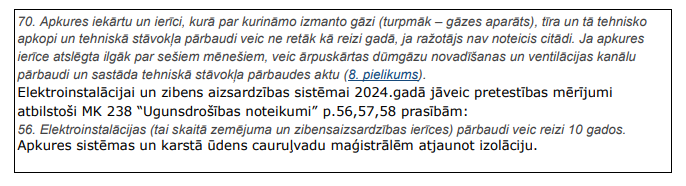 70. Apkures iekārtu un ierīci, kurā par kurināmo izmanto gāzi (turpmāk – gāzes aparāts), tīra un tā tehnisko
apkopi un tehniskā stāvokļa pārbaudi veic ne retāk kā reizi gadā, ja ražotājs nav noteicis citādi. Ja apkures
ierīce atslēgta ilgāk par sešiem mēnešiem, veic ārpuskārtas dūmgāzu novadīšanas un ventilācijas kanālu
pārbaudi un sastāda tehniskā stāvokļa pārbaudes aktu (8. pielikums).
Elektroinstalācijai un zibens aizsardzības sistēmai 2024.gadā jāveic pretestības mērījumi
atbilstoši MK 238 “Ugunsdrošības noteikumi” p.56,57,58 prasībām:
56. Elektroinstalācijas (tai skaitā zemējuma un zibensaizsardzības ierīces) pārbaudi veic reizi 10 gados.
Apkures sistēmas un karstā ūdens cauruļvadu maģistrālēm atjaunot izolāciju.